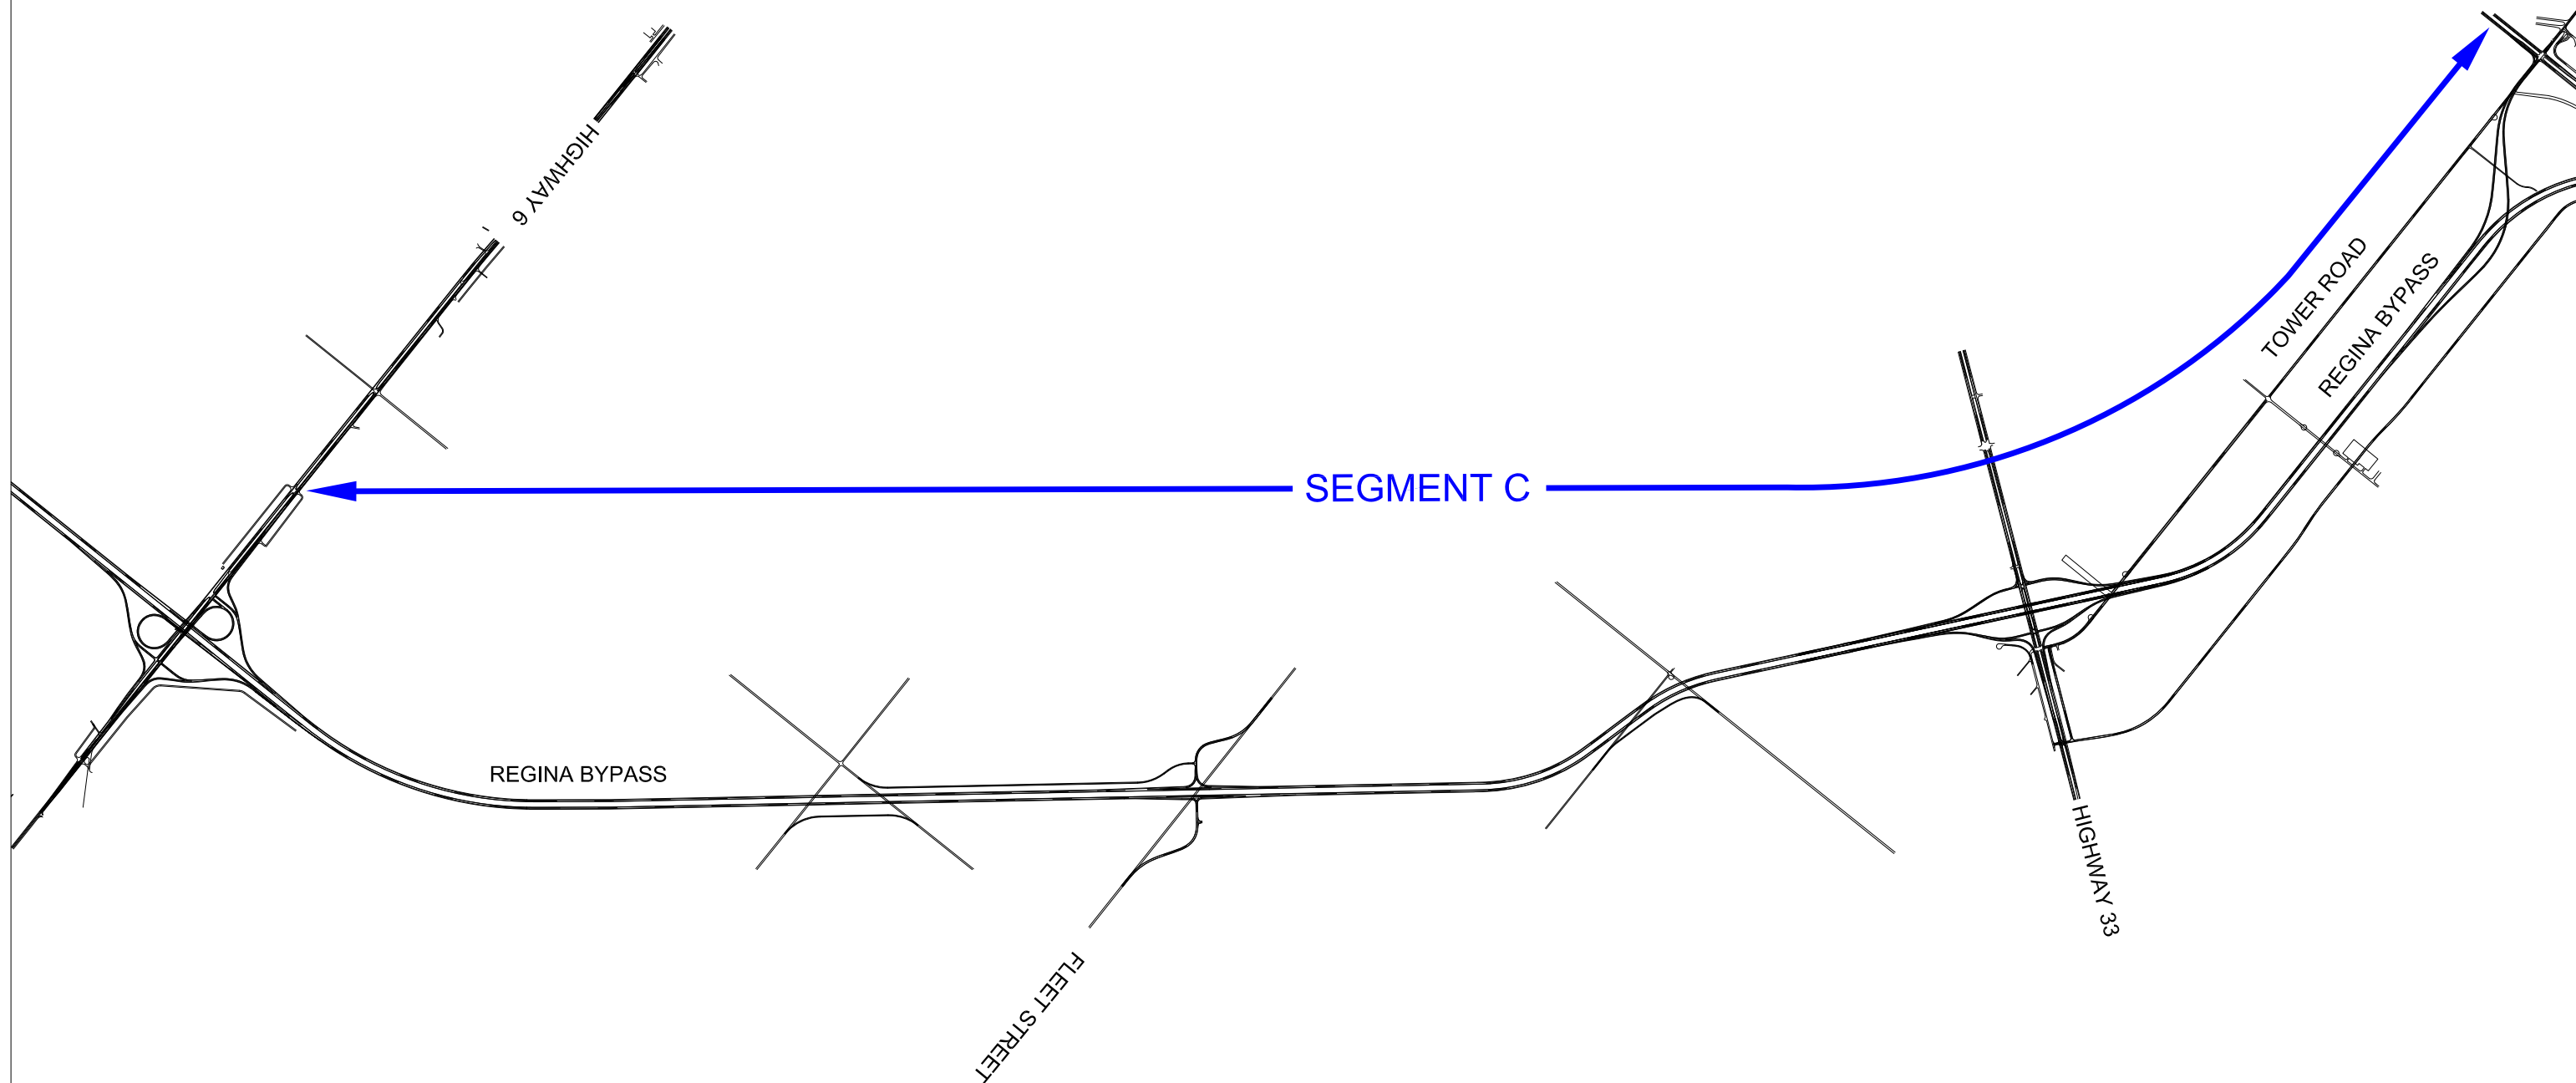 HIGHWAY 6
TOWER ROAD
REGINA BYPASS
SEGMENT C
REGINA BYPASS
HIGHWAY 33
FLEET STREET